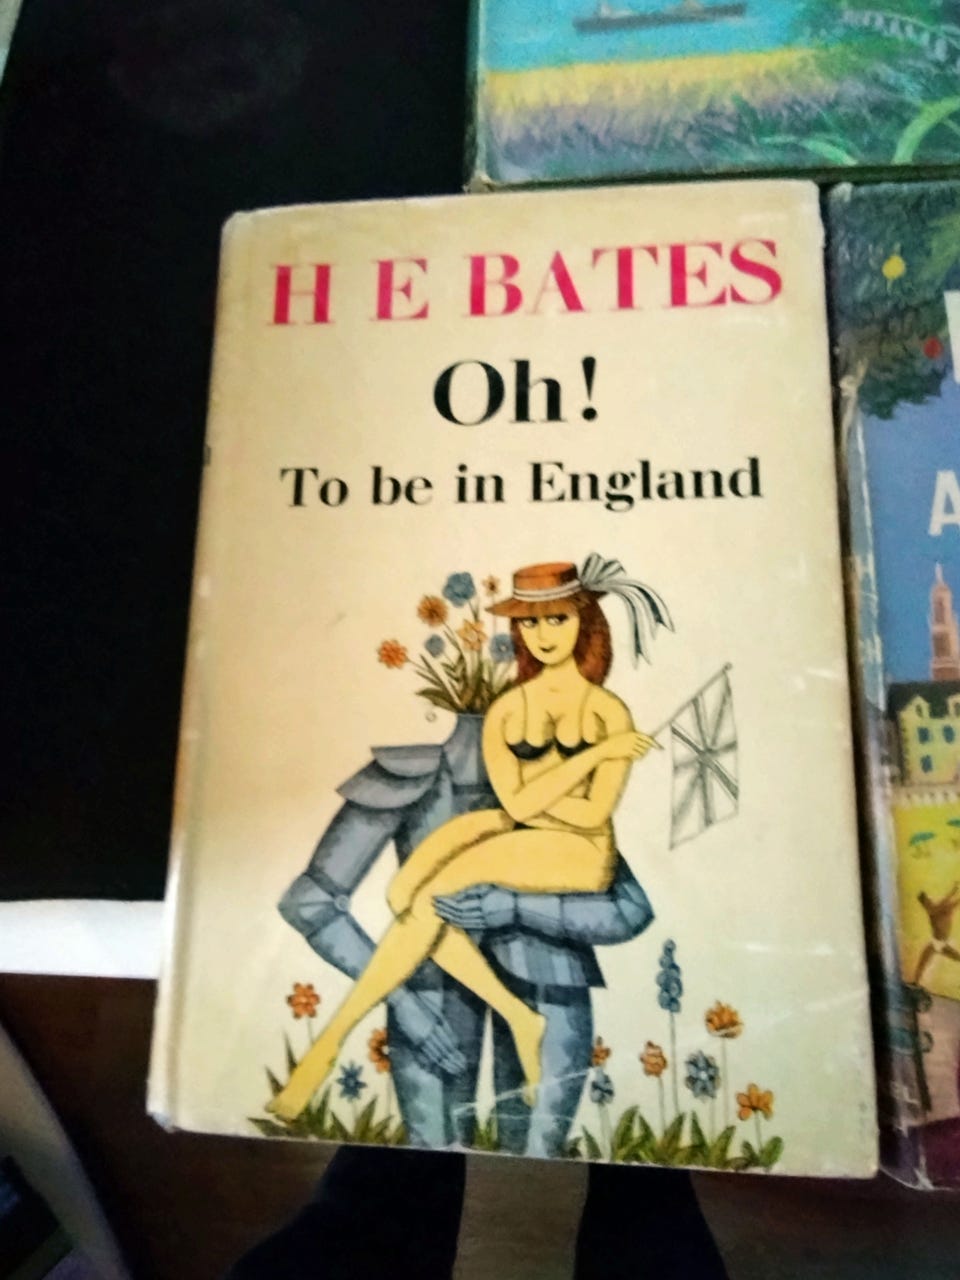 H E BATES
Oh!
To be in England
A